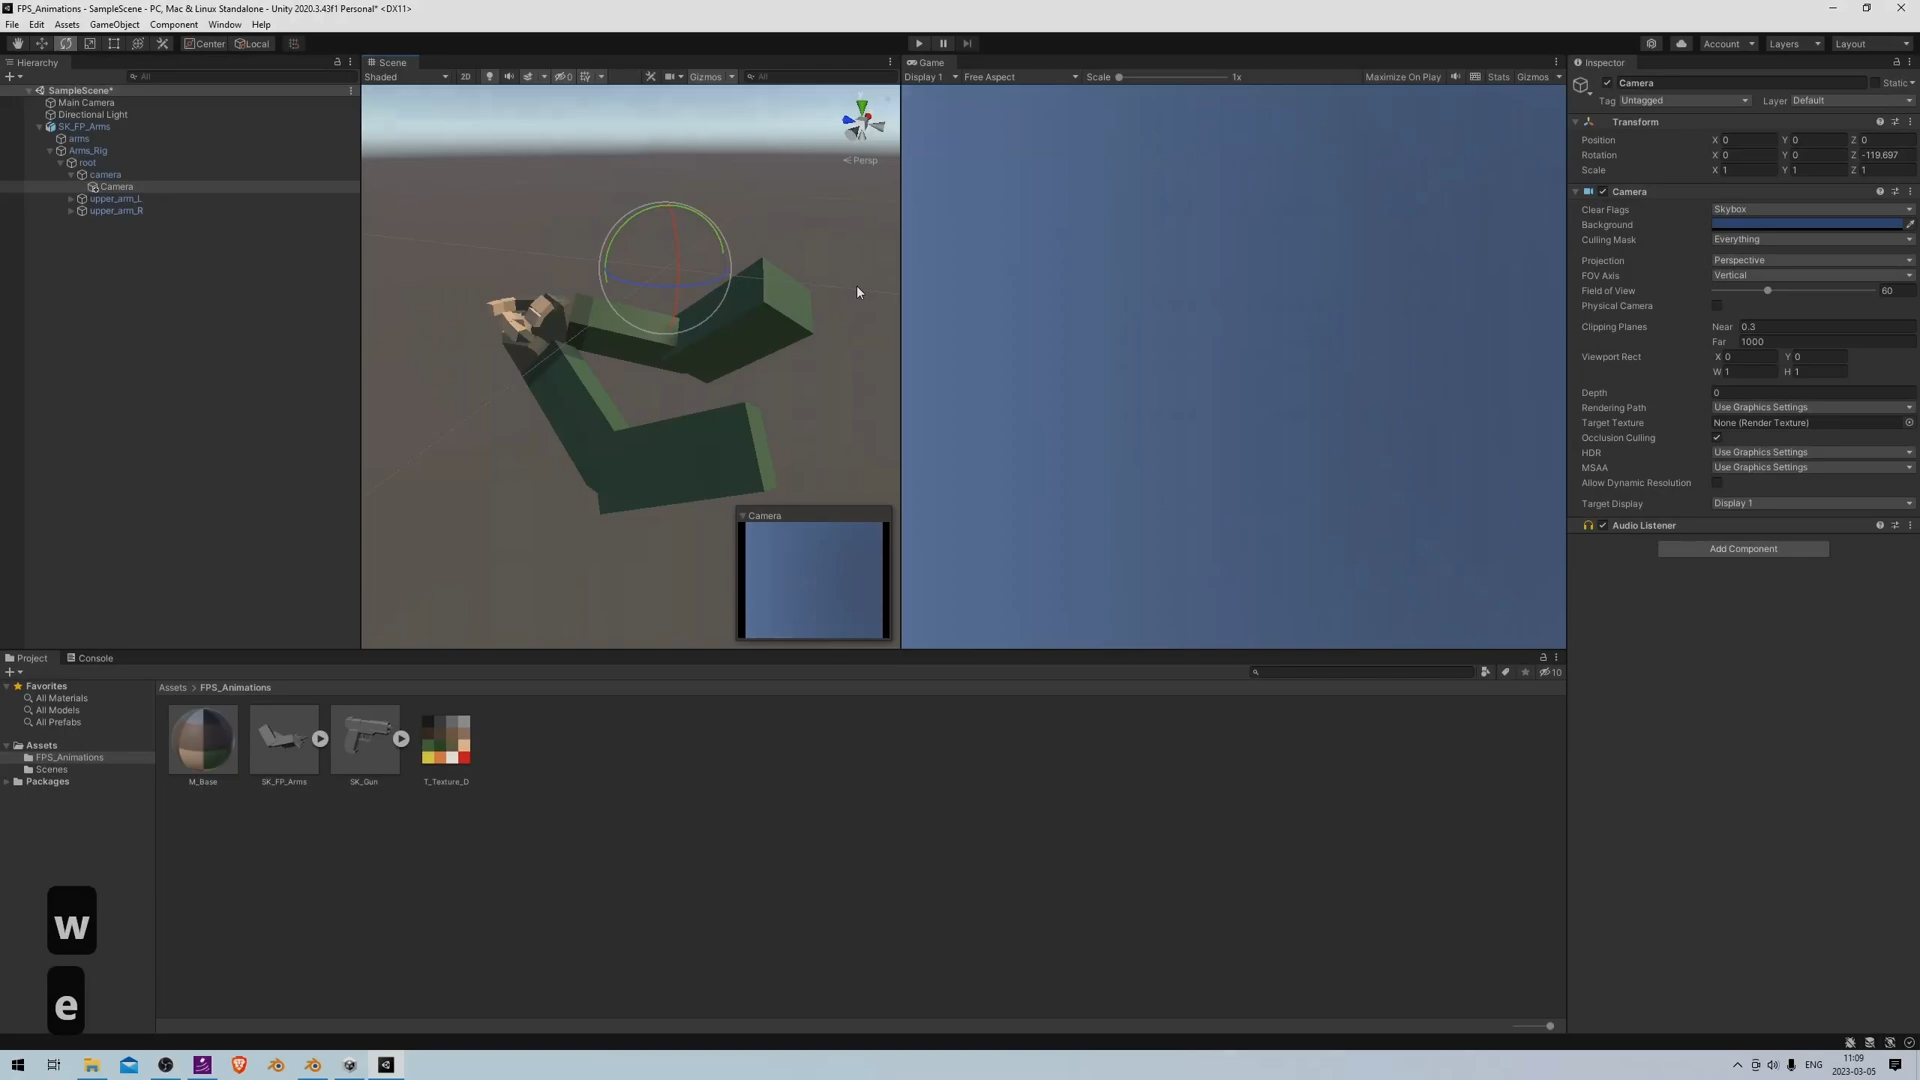 FPS_Animations - SampleScene - PC, Mac & Linux Standalone - Unity 2020.3.43f1 Personal* <DX11>
File Edit Assets GameObject Component Window Help
Center Local Account Layers Layout
Hierarchy
All
SampleScene*
Main Camera
Directional Light
SK_FP_Arms
arms
Arms_Rig
root
camera
Camera
upper_arm_L
upper_arm_R
Scene
Shaded 2D 0 Gizmos All
y
Persp
Camera
Game
Display 1 Free Aspect Scale 1x Maximize On Play Stats Gizmos
Inspector
Camera Static
Tag Untagged Layer Default
Transform
Position X 0 Y 0 Z 0
Rotation X 0 Y 0 Z -119.697
Scale X 1 Y 1 Z 1
Camera
Clear Flags Skybox
Background
Culling Mask Everything
Projection Perspective
FOV Axis Vertical
Field of View 60
Physical Camera
Clipping Planes Near 0.3
Far 1000
Viewport Rect X 0 Y 0
W 1 H 1
Depth 0
Rendering Path Use Graphics Settings
Target Texture None (Render Texture)
Occlusion Culling
HDR Use Graphics Settings
MSAA Use Graphics Settings
Allow Dynamic Resolution
Target Display Display 1
Audio Listener
Add Component
Project Console
10
Favorites
All Materials
All Models
All Prefabs
Assets
FPS_Animations
Scenes
Packages
Assets > FPS_Animations
M_Base SK_FP_Arms SK_Gun T_Texture_D
w
e
ENG 11:09
2023-03-05